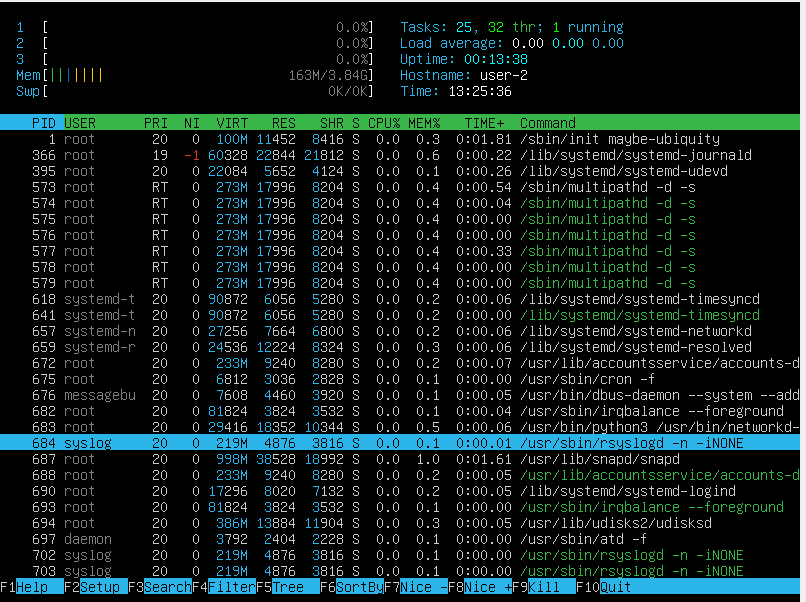 1 [ 0.0%] Tasks: 25, 32 thr; 1 running
2 [ 0.0%] Load average: 0.00 0.00 0.00
3 [ 0.0%] Uptime: 00:13:38
Mem[|||||||| 163M/3.84G] Hostname: user-2
Swp[ 0K/0K] Time: 13:25:36
PID USER PRI NI VIRT RES SHR S CPU% MEM% TIME+ Command
1 root 20 0 100M 11452 8416 S 0.0 0.3 0:01.81 /sbin/init maybe-ubiquity
366 root 19 -1 60328 22844 21812 S 0.0 0.6 0:00.22 /lib/systemd/systemd-journald
395 root 20 0 22084 5652 4124 S 0.0 0.1 0:00.26 /lib/systemd/systemd-udevd
573 root RT 0 273M 17996 8204 S 0.0 0.4 0:00.54 /sbin/multipathd -d -s
574 root RT 0 273M 17996 8204 S 0.0 0.4 0:00.04 /sbin/multipathd -d -s
575 root RT 0 273M 17996 8204 S 0.0 0.4 0:00.00 /sbin/multipathd -d -s
576 root RT 0 273M 17996 8204 S 0.0 0.4 0:00.00 /sbin/multipathd -d -s
577 root RT 0 273M 17996 8204 S 0.0 0.4 0:00.33 /sbin/multipathd -d -s
578 root RT 0 273M 17996 8204 S 0.0 0.4 0:00.00 /sbin/multipathd -d -s
579 root RT 0 273M 17996 8204 S 0.0 0.4 0:00.00 /sbin/multipathd -d -s
618 systemd-t 20 0 90872 6056 5280 S 0.0 0.2 0:00.06 /lib/systemd/systemd-timesyncd
641 systemd-t 20 0 90872 6056 5280 S 0.0 0.2 0:00.00 /lib/systemd/systemd-timesyncd
657 systemd-n 20 0 27256 7664 6800 S 0.0 0.2 0:00.06 /lib/systemd/systemd-networkd
659 systemd-r 20 0 24536 12224 8324 S 0.0 0.3 0:00.06 /lib/systemd/systemd-resolved
672 root 20 0 233M 9240 8280 S 0.0 0.2 0:00.07 /usr/lib/accountsservice/accounts-d
675 root 20 0 6812 3036 2828 S 0.0 0.1 0:00.00 /usr/sbin/cron -f
676 messagebu 20 0 7608 4460 3920 S 0.0 0.1 0:00.05 /usr/bin/dbus-daemon --system --add
682 root 20 0 81824 3824 3532 S 0.0 0.1 0:00.04 /usr/sbin/irqbalance --foreground
683 root 20 0 29416 18352 10344 S 0.0 0.5 0:00.06 /usr/bin/python3 /usr/bin/networkd-
684 syslog 20 0 219M 4876 3816 S 0.0 0.1 0:00.01 /usr/sbin/rsyslogd -n -iNONE
687 root 20 0 998M 38528 18992 S 0.0 1.0 0:01.61 /usr/lib/snapd/snapd
688 root 20 0 233M 9240 8280 S 0.0 0.2 0:00.05 /usr/lib/accountsservice/accounts-d
690 root 20 0 17296 8020 7132 S 0.0 0.2 0:00.05 /lib/systemd/systemd-logind
693 root 20 0 81824 3824 3532 S 0.0 0.1 0:00.00 /usr/sbin/irqbalance --foreground
694 root 20 0 386M 13884 11904 S 0.0 0.3 0:00.05 /usr/lib/udisks2/udisksd
697 daemon 20 0 3792 2404 2228 S 0.0 0.1 0:00.00 /usr/sbin/atd -f
702 syslog 20 0 219M 4876 3816 S 0.0 0.1 0:00.00 /usr/sbin/rsyslogd -n -iNONE
703 syslog 20 0 219M 4876 3816 S 0.0 0.1 0:00.00 /usr/sbin/rsyslogd -n -iNONE
F1Help F2Setup F3SearchF4FilterF5Tree F6SortByF7Nice -F8Nice +F9Kill F10Quit